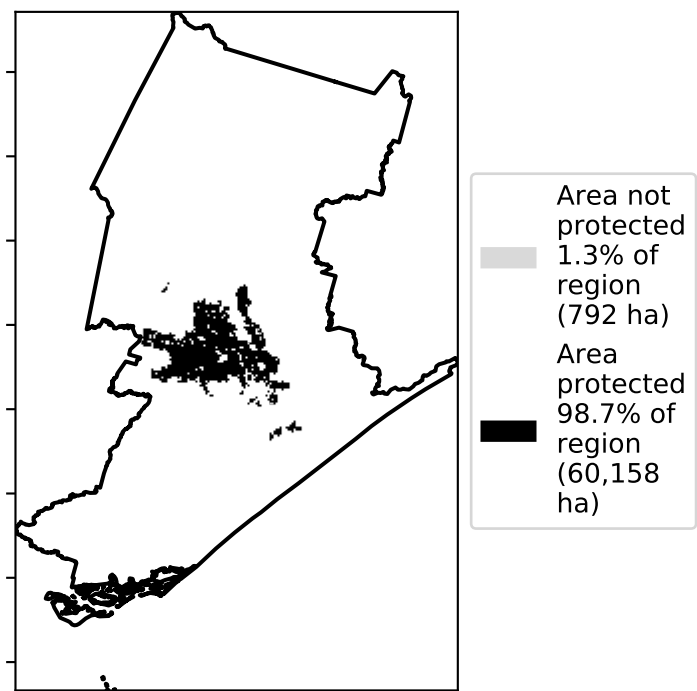 Area not
protected
1.3% of
region
(792 ha)
Area
protected
98.7% of
region
(60,158
ha)